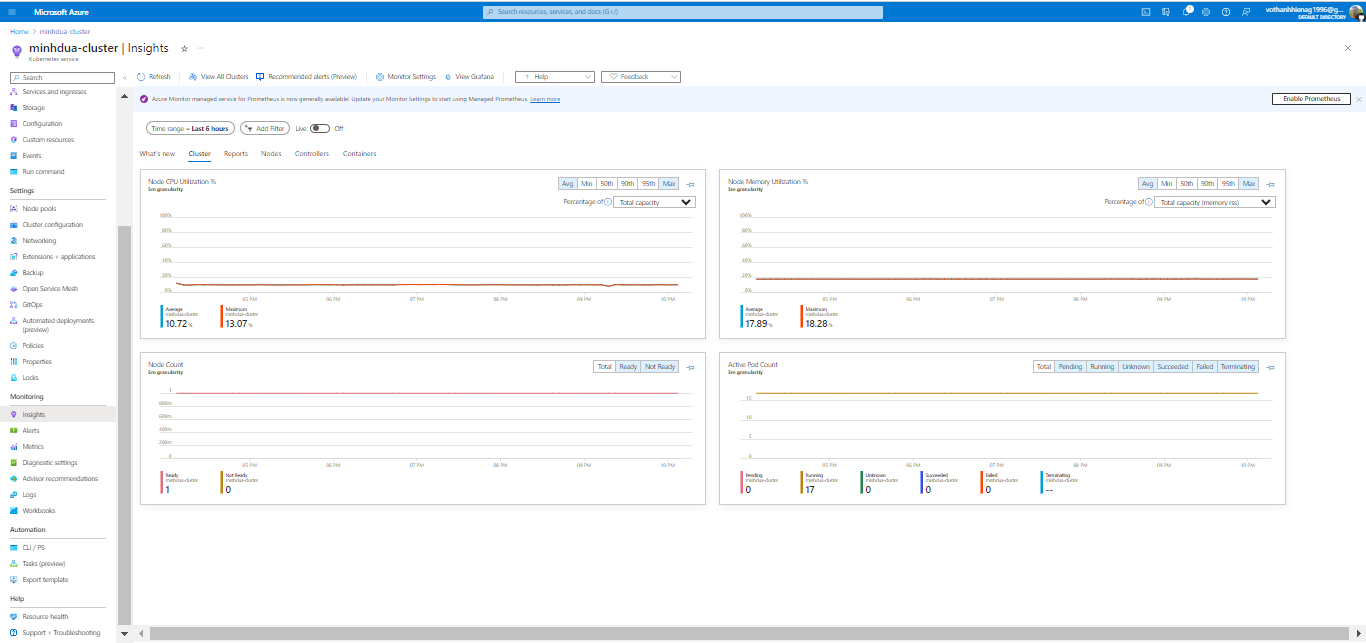 Microsoft Azure
Search resources, services, and docs (G+/)
1
vothanhhienag1996@g...
DEFAULT DIRECTORY
Home > minhdua-cluster
minhdua-cluster | Insights
Kubernetes service
Search
Refresh
View All Clusters
Recommended alerts (Preview)
Monitor Settings
View Grafana
Help
Feedback
Services and ingresses
Storage
Configuration
Custom resources
Events
Run command
Settings
Node pools
Cluster configuration
Networking
Extensions + applications
Backup
Open Service Mesh
GitOps
Automated deployments
(preview)
Policies
Properties
Locks
Monitoring
Insights
Alerts
Metrics
Diagnostic settings
Advisor recommendations
Logs
Workbooks
Automation
CLI / PS
Tasks (preview)
Export template
Help
Resource health
Support + Troubleshooting
Azure Monitor managed service for Prometheus is now generally available! Update your Monitor Settings to start using Managed Prometheus. Learn more
Enable Prometheus
Time range = Last 6 hours
Add Filter
Live: Off
What's new
Cluster
Reports
Nodes
Controllers
Containers
Node CPU Utilization %
5m granularity
Avg Min 50th 90th 95th Max
Percentage of Total capacity
100%
80%
60%
40%
20%
0%
05 PM 06 PM 07 PM 08 PM 09 PM 10 PM
Average
minhdua-cluster
10.72 %
Maximum
minhdua-cluster
13.07 %
Node Memory Utilization %
5m granularity
Avg Min 50th 90th 95th Max
Percentage of Total capacity (memory rss)
100%
80%
60%
40%
20%
0%
05 PM 06 PM 07 PM 08 PM 09 PM 10 PM
Average
minhdua-cluster
17.89 %
Maximum
minhdua-cluster
18.28 %
Node Count
5m granularity
Total Ready Not Ready
1
800m
600m
400m
200m
0
05 PM 06 PM 07 PM 08 PM 09 PM 10 PM
Ready
minhdua-cluster
1
Not Ready
minhdua-cluster
0
Active Pod Count
5m granularity
Total Pending Running Unknown Succeeded Failed Terminating
15
10
5
0
05 PM 06 PM 07 PM 08 PM 09 PM 10 PM
Pending
minhdua-cluster
0
Running
minhdua-cluster
17
Unknown
minhdua-cluster
0
Succeeded
minhdua-cluster
0
Failed
minhdua-cluster
0
Terminating
minhdua-cluster
--